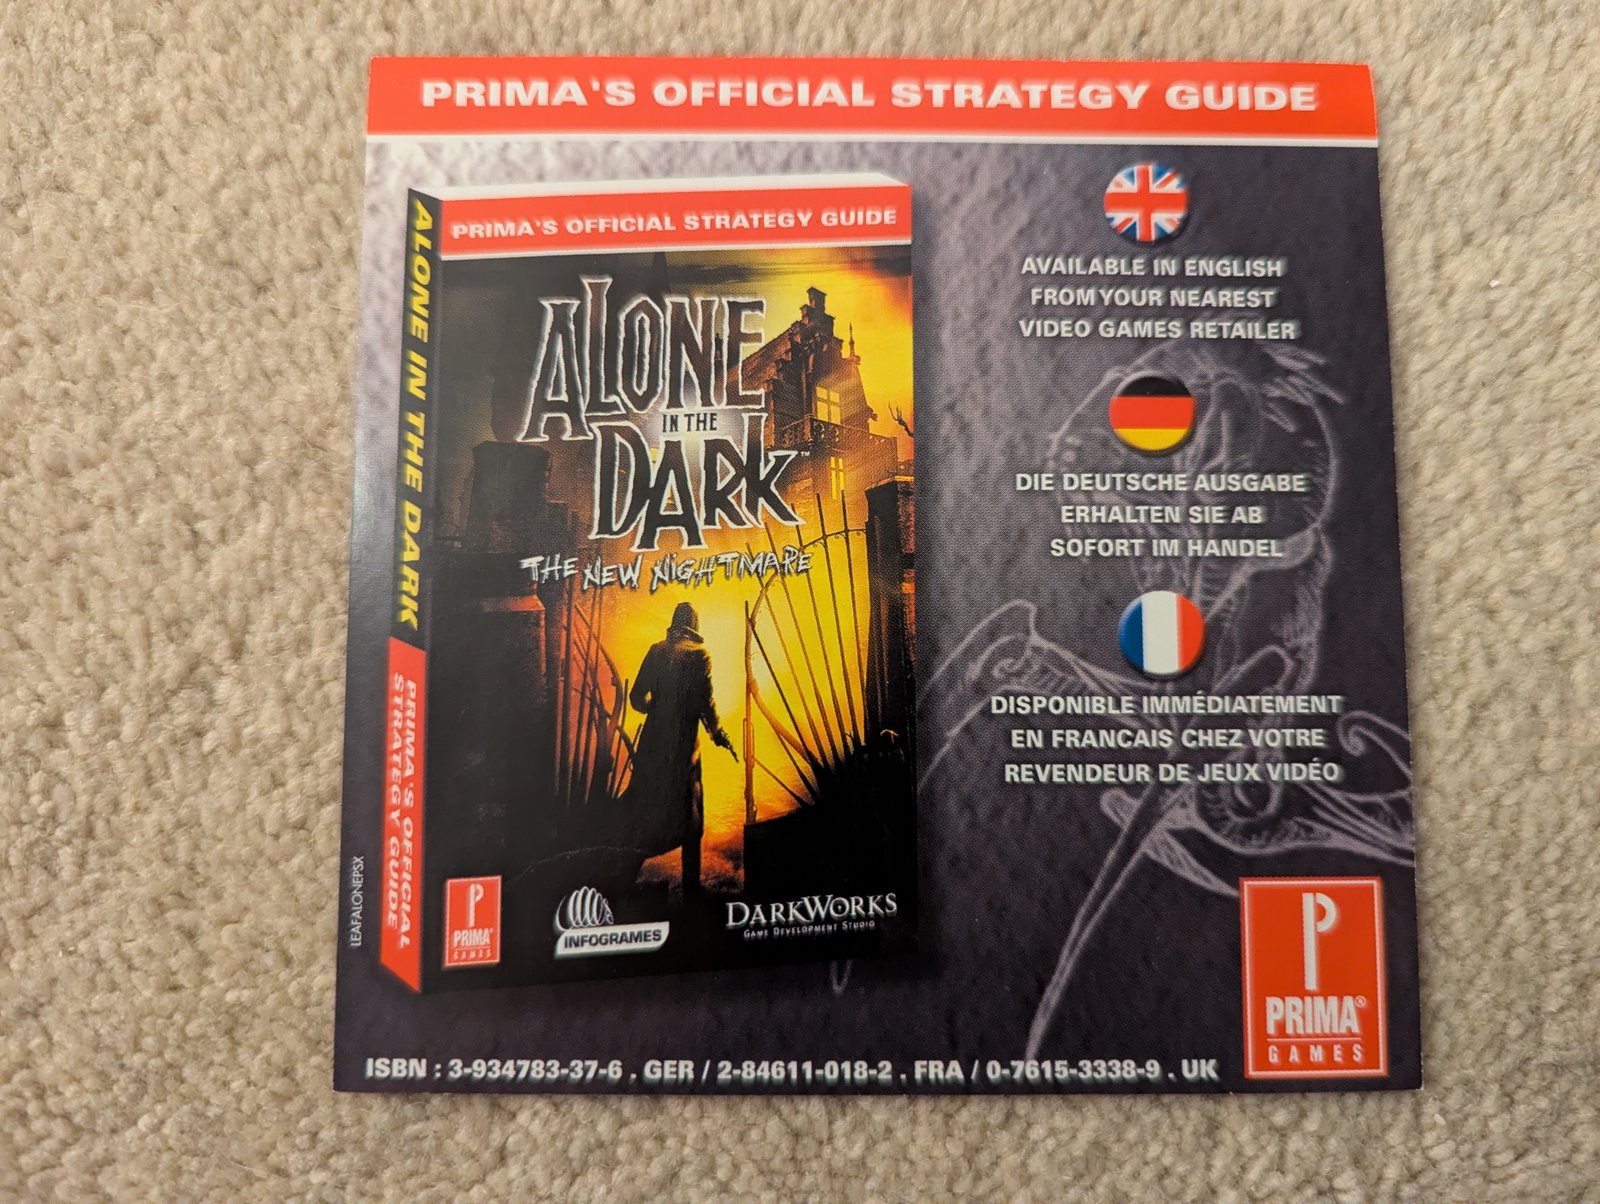 PRIMA'S OFFICIAL STRATEGY GUIDE
ALONE IN THE DARK
PRIMA'S OFFICIAL
STRATEGY GUIDE
PRIMA'S OFFICIAL STRATEGY GUIDE
ALONE
IN THE
DARK™
THE NEW NIGHTMARE
P
PRIMA®
GAMES
INFOGRAMES
DARKWORKS
GAME DEVELOPMENT STUDIO
AVAILABLE IN ENGLISH
FROM YOUR NEAREST
VIDEO GAMES RETAILER
DIE DEUTSCHE AUSGABE
ERHALTEN SIE AB
SOFORT IM HANDEL
DISPONIBLE IMMÉDIATEMENT
EN FRANCAIS CHEZ VOTRE
REVENDEUR DE JEUX VIDÉO
LEAFALONEPSX
P
PRIMA®
GAMES
ISBN : 3-934783-37-6 . GER / 2-84611-018-2 . FRA / 0-7615-3338-9 . UK